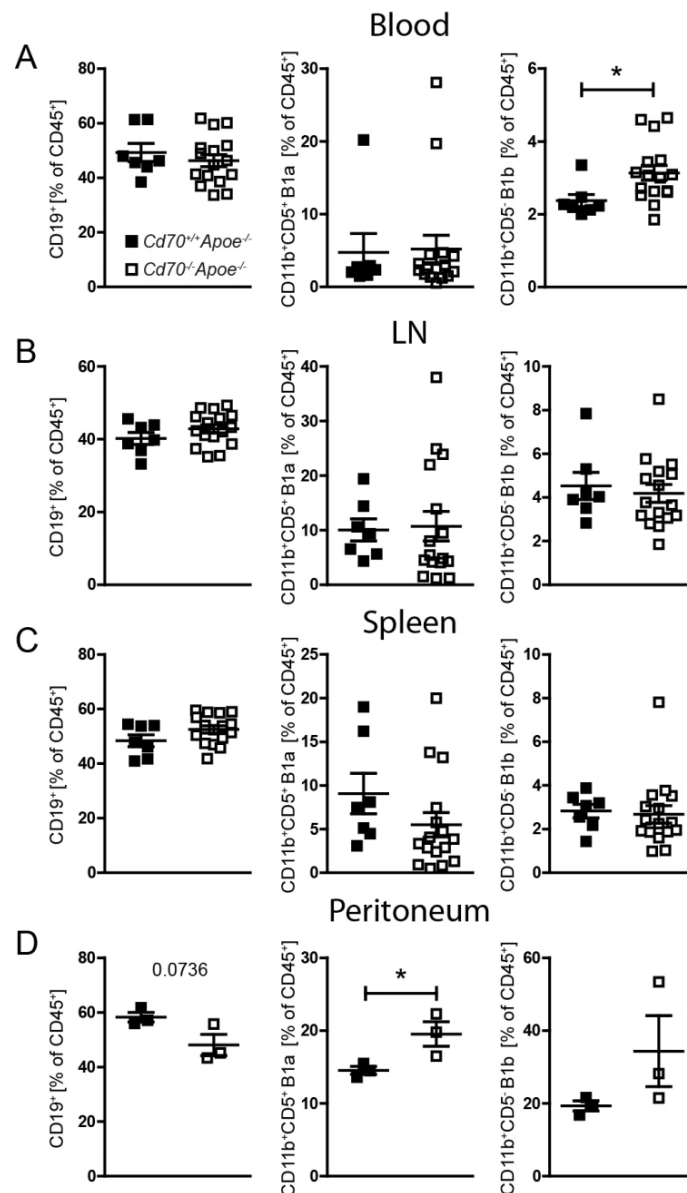 Blood
A
CD19⁺ [% of CD45⁺]
80
60
40
20
0
Cd70⁺/⁺Apoe⁻/⁻
Cd70⁻/⁻Apoe⁻/⁻
CD11b⁺CD5⁺ B1a [% of CD45⁺]
30
20
10
0
CD11b⁺CD5⁻ B1b [% of CD45⁺]
6
4
2
0
*
LN
B
CD19⁺ [% of CD45⁺]
60
40
20
0
CD11b⁺CD5⁺ B1a [% of CD45⁺]
40
30
20
10
0
CD11b⁺CD5⁻ B1b [% of CD45⁺]
10
8
6
4
2
0
Spleen
C
CD19⁺ [% of CD45⁺]
80
60
40
20
0
CD11b⁺CD5⁺ B1a [% of CD45⁺]
25
20
15
10
5
0
CD11b⁺CD5⁻ B1b [% of CD45⁺]
10
8
6
4
2
0
Peritoneum
D
CD19⁺ [% of CD45⁺]
80
60
40
20
0
0.0736
CD11b⁺CD5⁺ B1a [% of CD45⁺]
30
20
10
0
*
CD11b⁺CD5⁻ B1b [% of CD45⁺]
60
40
20
0